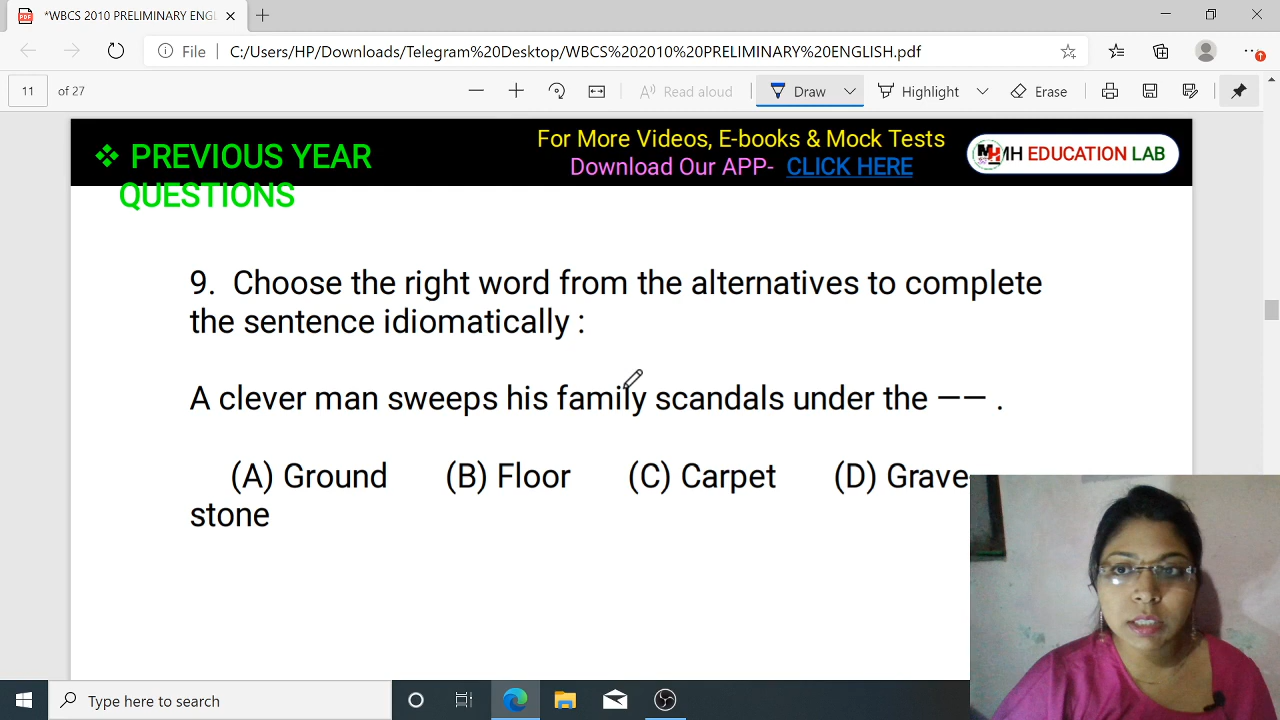 *WBCS 2010 PRELIMINARY ENGL
File C:/Users/HP/Downloads/Telegram%20Desktop/WBCS%202010%20PRELIMINARY%20ENGLISH.pdf
11 of 27 Read aloud Draw Highlight Erase
❖ PREVIOUS YEAR
QUESTIONS
For More Videos, E-books & Mock Tests
Download Our APP- CLICK HERE
MH EDUCATION LAB
9. Choose the right word from the alternatives to complete
the sentence idiomatically :
A clever man sweeps his family scandals under the —— .
(A) Ground (B) Floor (C) Carpet (D) Grave
stone
Type here to search